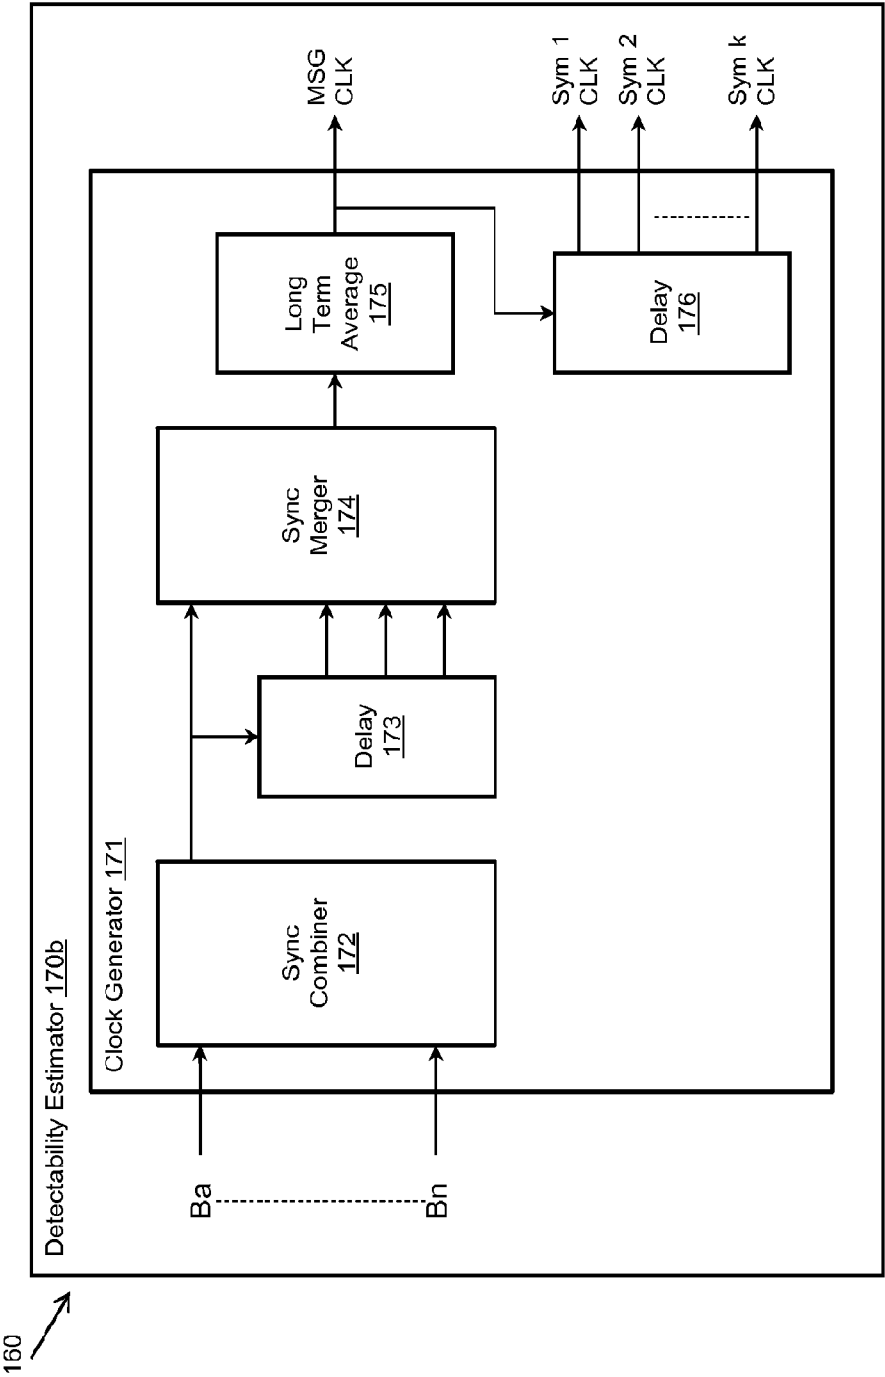 160
Detectability Estimator 170b
Clock Generator 171
Ba
Bn
Sync
Combiner
172
Delay
173
Sync
Merger
174
Long
Term
Average
175
Delay
176
MSG
CLK
Sym 1
CLK
Sym 2
CLK
Sym k
CLK